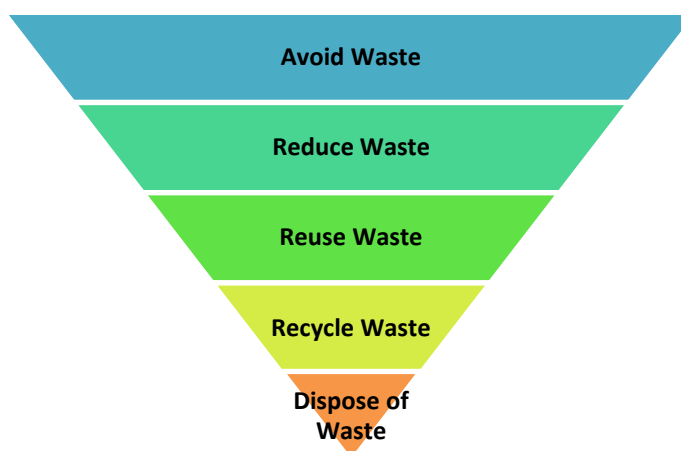 Avoid Waste
Reduce Waste
Reuse Waste
Recycle Waste
Dispose of
Waste